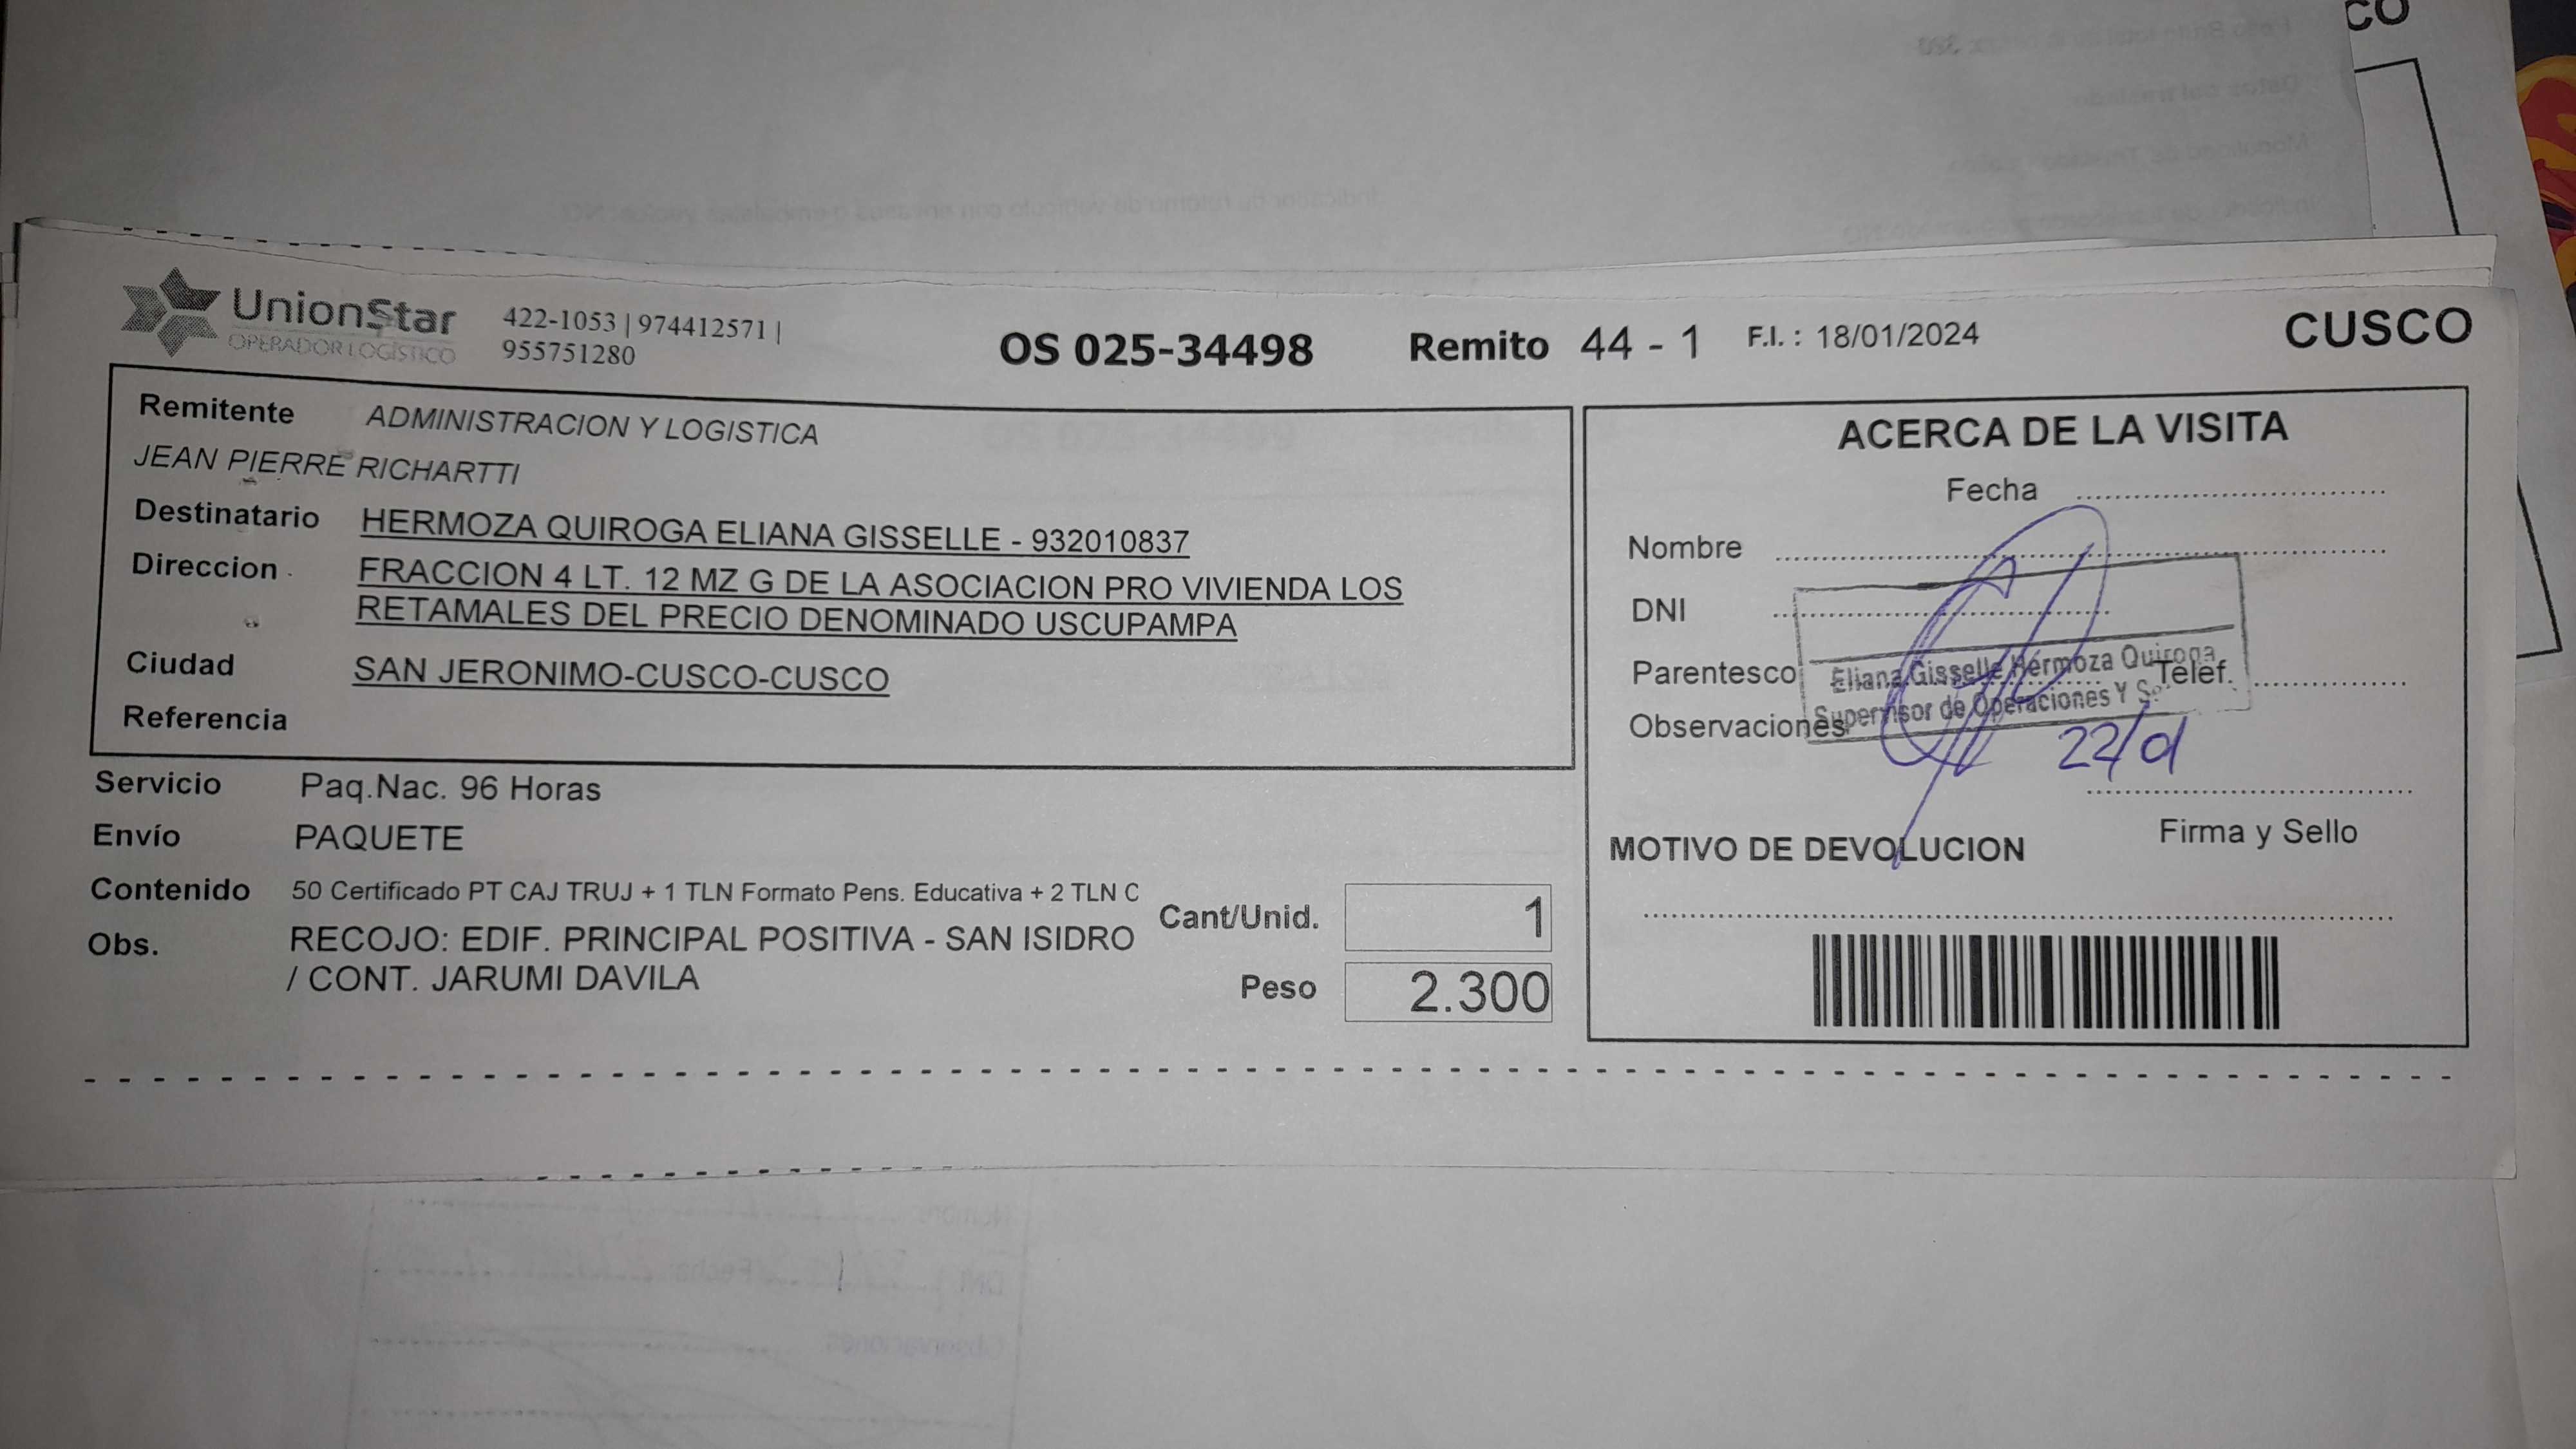 CO
UnionStar
OPERADOR LOGÍSTICO
422-1053 | 974412571 |
955751280
OS 025-34498
Remito 44 - 1
F.I. : 18/01/2024
CUSCO
Remitente ADMINISTRACION Y LOGISTICA
JEAN PIERRE RICHARTTI
Destinatario HERMOZA QUIROGA ELIANA GISSELLE - 932010837
Direccion FRACCION 4 LT. 12 MZ G DE LA ASOCIACION PRO VIVIENDA LOS
RETAMALES DEL PRECIO DENOMINADO USCUPAMPA
Ciudad SAN JERONIMO-CUSCO-CUSCO
Referencia
Servicio Paq.Nac. 96 Horas
Envío PAQUETE
Contenido 50 Certificado PT CAJ TRUJ + 1 TLN Formato Pens. Educativa + 2 TLN C
Obs. RECOJO: EDIF. PRINCIPAL POSITIVA - SAN ISIDRO
/ CONT. JARUMI DAVILA
Cant/Unid. 1
Peso 2.300
ACERCA DE LA VISITA
Fecha
Nombre
DNI
Parentesco
Telef.
Observaciones
Eliana Gisselle Hermoza Quiroga
Supervisor de Operaciones Y
Firma y Sello
MOTIVO DE DEVOLUCION